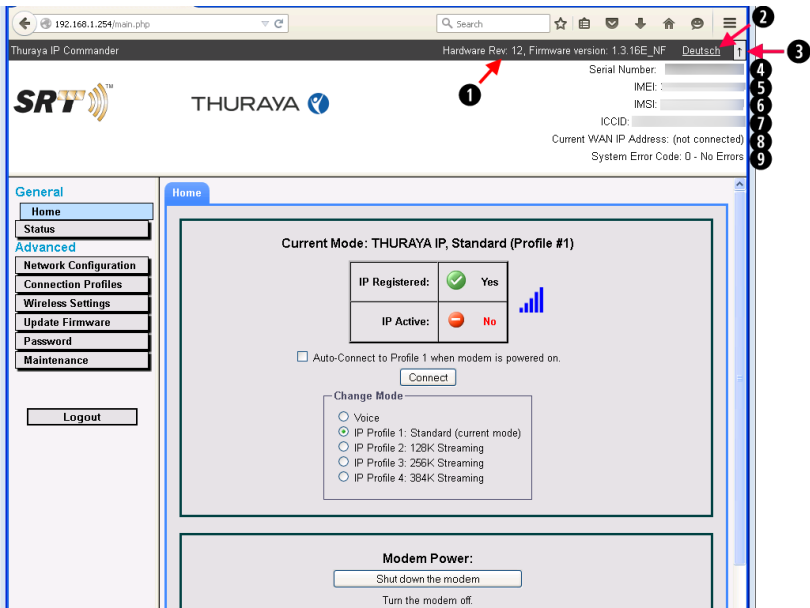 192.168.1.254/main.php
Search
2
Thuraya IP Commander
Hardware Rev: 12, Firmware version: 1.3.16E_NF
Deutsch
↑
3
1
Serial Number:
4
IMEI:
5
IMSI:
6
ICCID:
7
Current WAN IP Address: (not connected)
8
System Error Code: 0 - No Errors
9
SRT
TM
THURAYA
General
Home
Status
Advanced
Network Configuration
Connection Profiles
Wireless Settings
Update Firmware
Password
Maintenance
Logout
Home
Current Mode: THURAYA IP, Standard (Profile #1)
IP Registered: Yes
IP Active: No
Auto-Connect to Profile 1 when modem is powered on.
Connect
Change Mode
Voice
IP Profile 1: Standard (current mode)
IP Profile 2: 128K Streaming
IP Profile 3: 256K Streaming
IP Profile 4: 384K Streaming
Modem Power:
Shut down the modem
Turn the modem off.